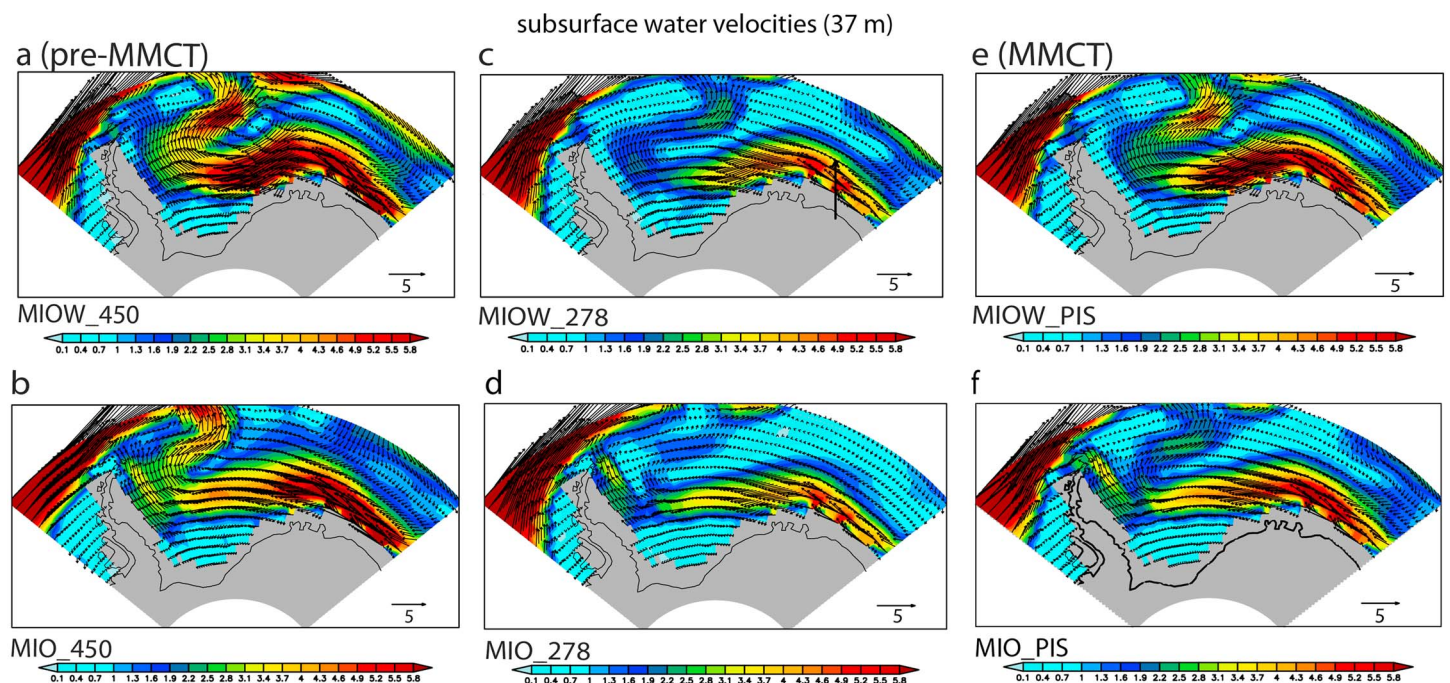 subsurface water velocities (37 m)
a (pre-MMCT)
c
e (MMCT)
5
5
5
MIOW_450
MIOW_278
MIOW_PIS
0.1 0.4 0.7 1 1.3 1.6 1.9 2.2 2.5 2.8 3.1 3.4 3.7 4 4.3 4.6 4.9 5.2 5.5 5.8
0.1 0.4 0.7 1 1.3 1.6 1.9 2.2 2.5 2.8 3.1 3.4 3.7 4 4.3 4.6 4.9 5.2 5.5 5.8
0.1 0.4 0.7 1 1.3 1.6 1.9 2.2 2.5 2.8 3.1 3.4 3.7 4 4.3 4.6 4.9 5.2 5.5 5.8
b
d
f
5
5
5
MIO_450
MIO_278
MIO_PIS
0.1 0.4 0.7 1 1.3 1.6 1.9 2.2 2.5 2.8 3.1 3.4 3.7 4 4.3 4.6 4.9 5.2 5.5 5.8
0.1 0.4 0.7 1 1.3 1.6 1.9 2.2 2.5 2.8 3.1 3.4 3.7 4 4.3 4.6 4.9 5.2 5.5 5.8
0.1 0.4 0.7 1 1.3 1.6 1.9 2.2 2.5 2.8 3.1 3.4 3.7 4 4.3 4.6 4.9 5.2 5.5 5.8